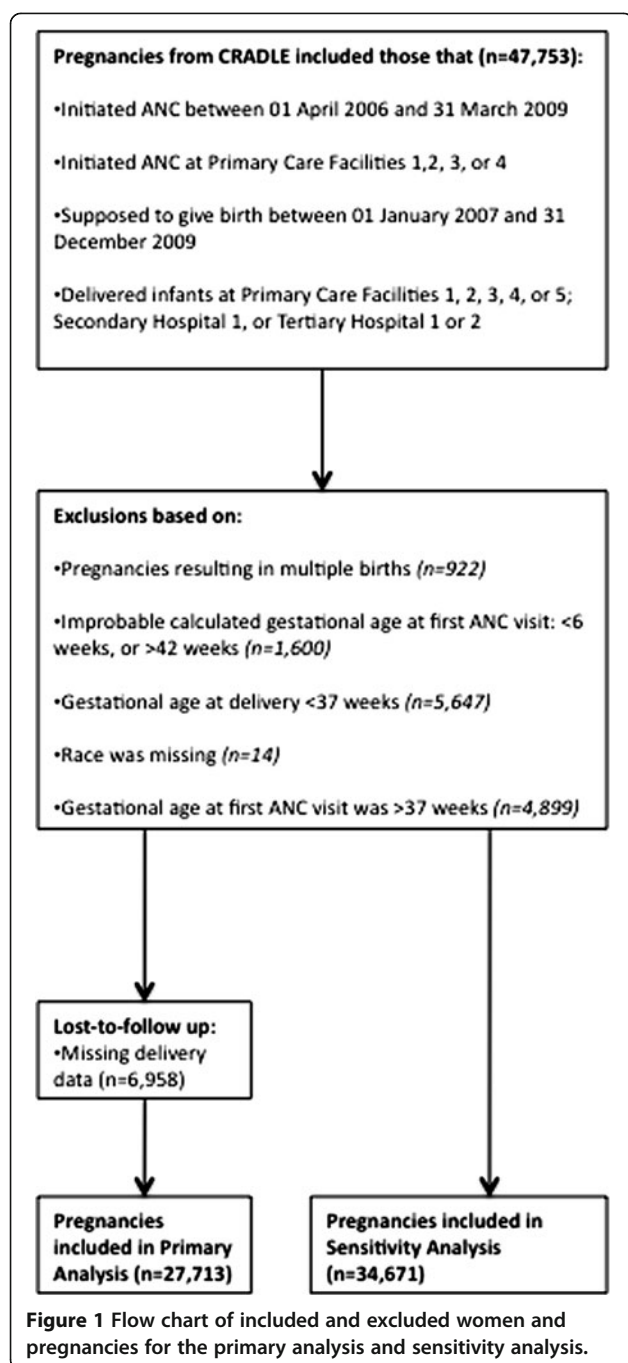 Pregnancies from CRADLE included those that (n=47,753):
•Initiated ANC between 01 April 2006 and 31 March 2009
•Initiated ANC at Primary Care Facilities 1,2, 3, or 4
•Supposed to give birth between 01 January 2007 and 31
December 2009
•Delivered infants at Primary Care Facilities 1, 2, 3, 4, or 5;
Secondary Hospital 1, or Tertiary Hospital 1 or 2
Exclusions based on:
•Pregnancies resulting in multiple births (n=922)
•Improbable calculated gestational age at first ANC visit: <6
weeks, or >42 weeks (n=1,600)
•Gestational age at delivery <37 weeks (n=5,647)
•Race was missing (n=14)
•Gestational age at first ANC visit was >37 weeks (n=4,899)
Lost-to-follow up:
•Missing delivery
data (n=6,958)
Pregnancies
included in Primary
Analysis (n=27,713)
Pregnancies included in
Sensitivity Analysis
(n=34,671)
Figure 1 Flow chart of included and excluded women and
pregnancies for the primary analysis and sensitivity analysis.